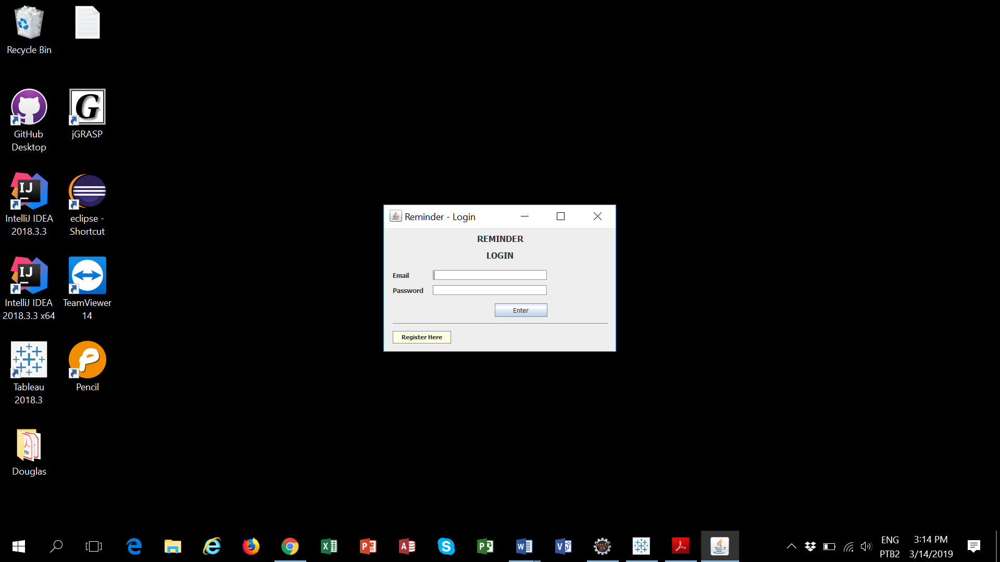 Recycle Bin
GitHub
Desktop
jGRASP
IntelliJ IDEA
2018.3.3
eclipse -
Shortcut
IntelliJ IDEA
2018.3.3 x64
TeamViewer
14
Tableau
2018.3
Pencil
Douglas
Reminder - Login
REMINDER
LOGIN
Email
Password
Enter
Register Here
ENG
PTB2
3:14 PM
3/14/2019